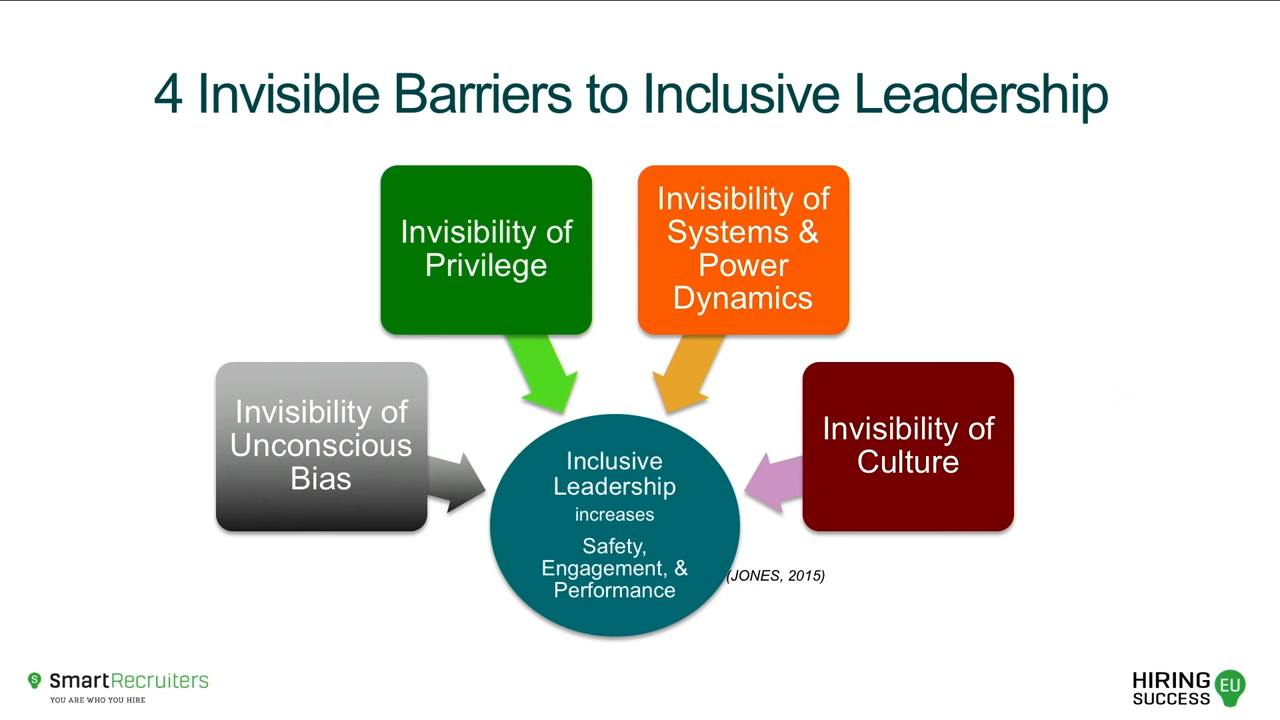 4 Invisible Barriers to Inclusive Leadership
Invisibility of
Privilege
Invisibility of
Systems &
Power
Dynamics
Invisibility of
Unconscious
Bias
Invisibility of
Culture
Inclusive
Leadership
increases
Safety,
Engagement, &
Performance
(JONES, 2015)
S SmartRecruiters
YOU ARE WHO YOU HIRE
HIRING
SUCCESS
EU